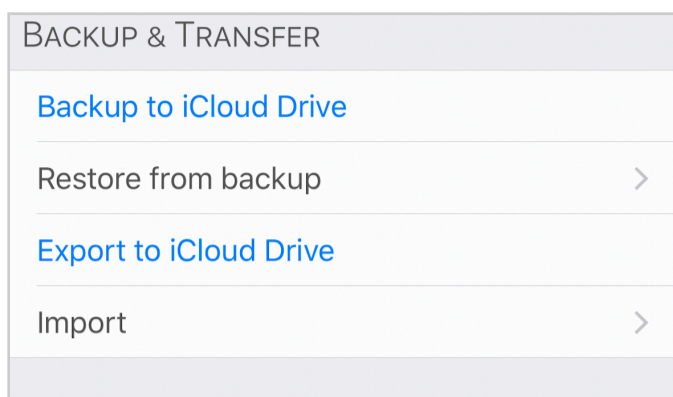 BACKUP & TRANSFER
Backup to iCloud Drive
Restore from backup
Export to iCloud Drive
Import